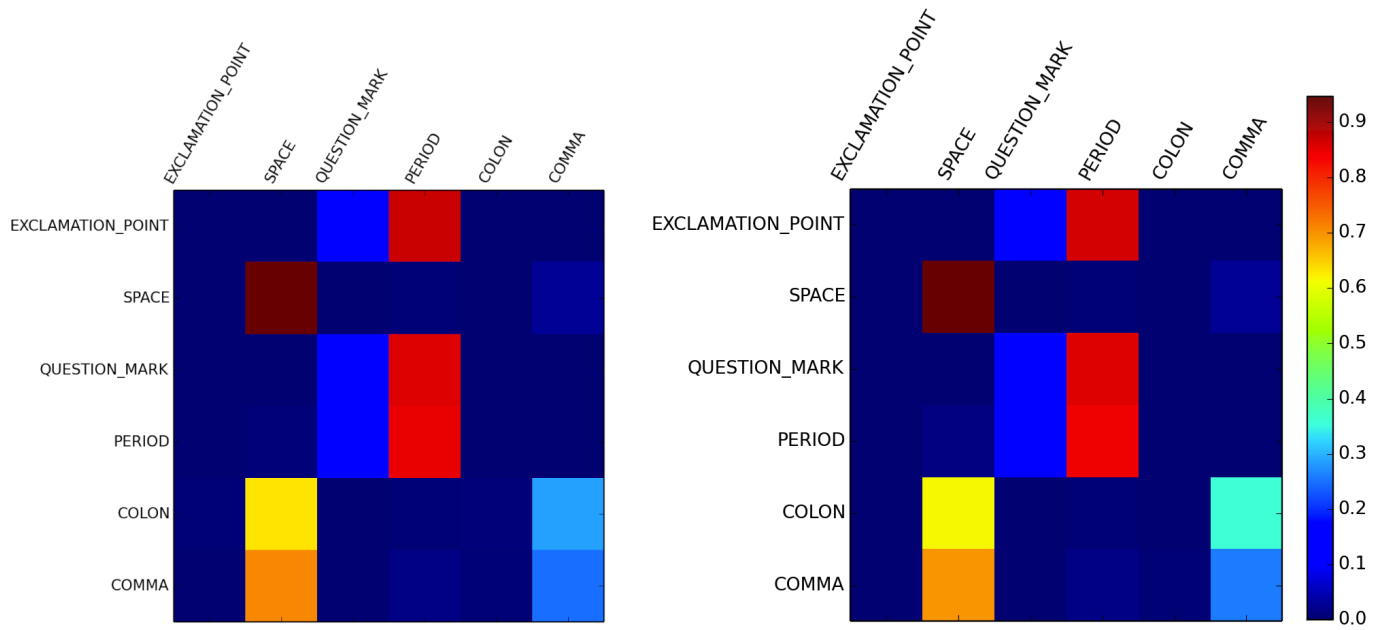 EXCLAMATION_POINT
SPACE
QUESTION_MARK
PERIOD
COLON
COMMA
EXCLAMATION_POINT
SPACE
QUESTION_MARK
PERIOD
COLON
COMMA
EXCLAMATION_POINT
SPACE
QUESTION_MARK
PERIOD
COLON
COMMA
EXCLAMATION_POINT
SPACE
QUESTION_MARK
PERIOD
COLON
COMMA
0.9
0.8
0.7
0.6
0.5
0.4
0.3
0.2
0.1
0.0